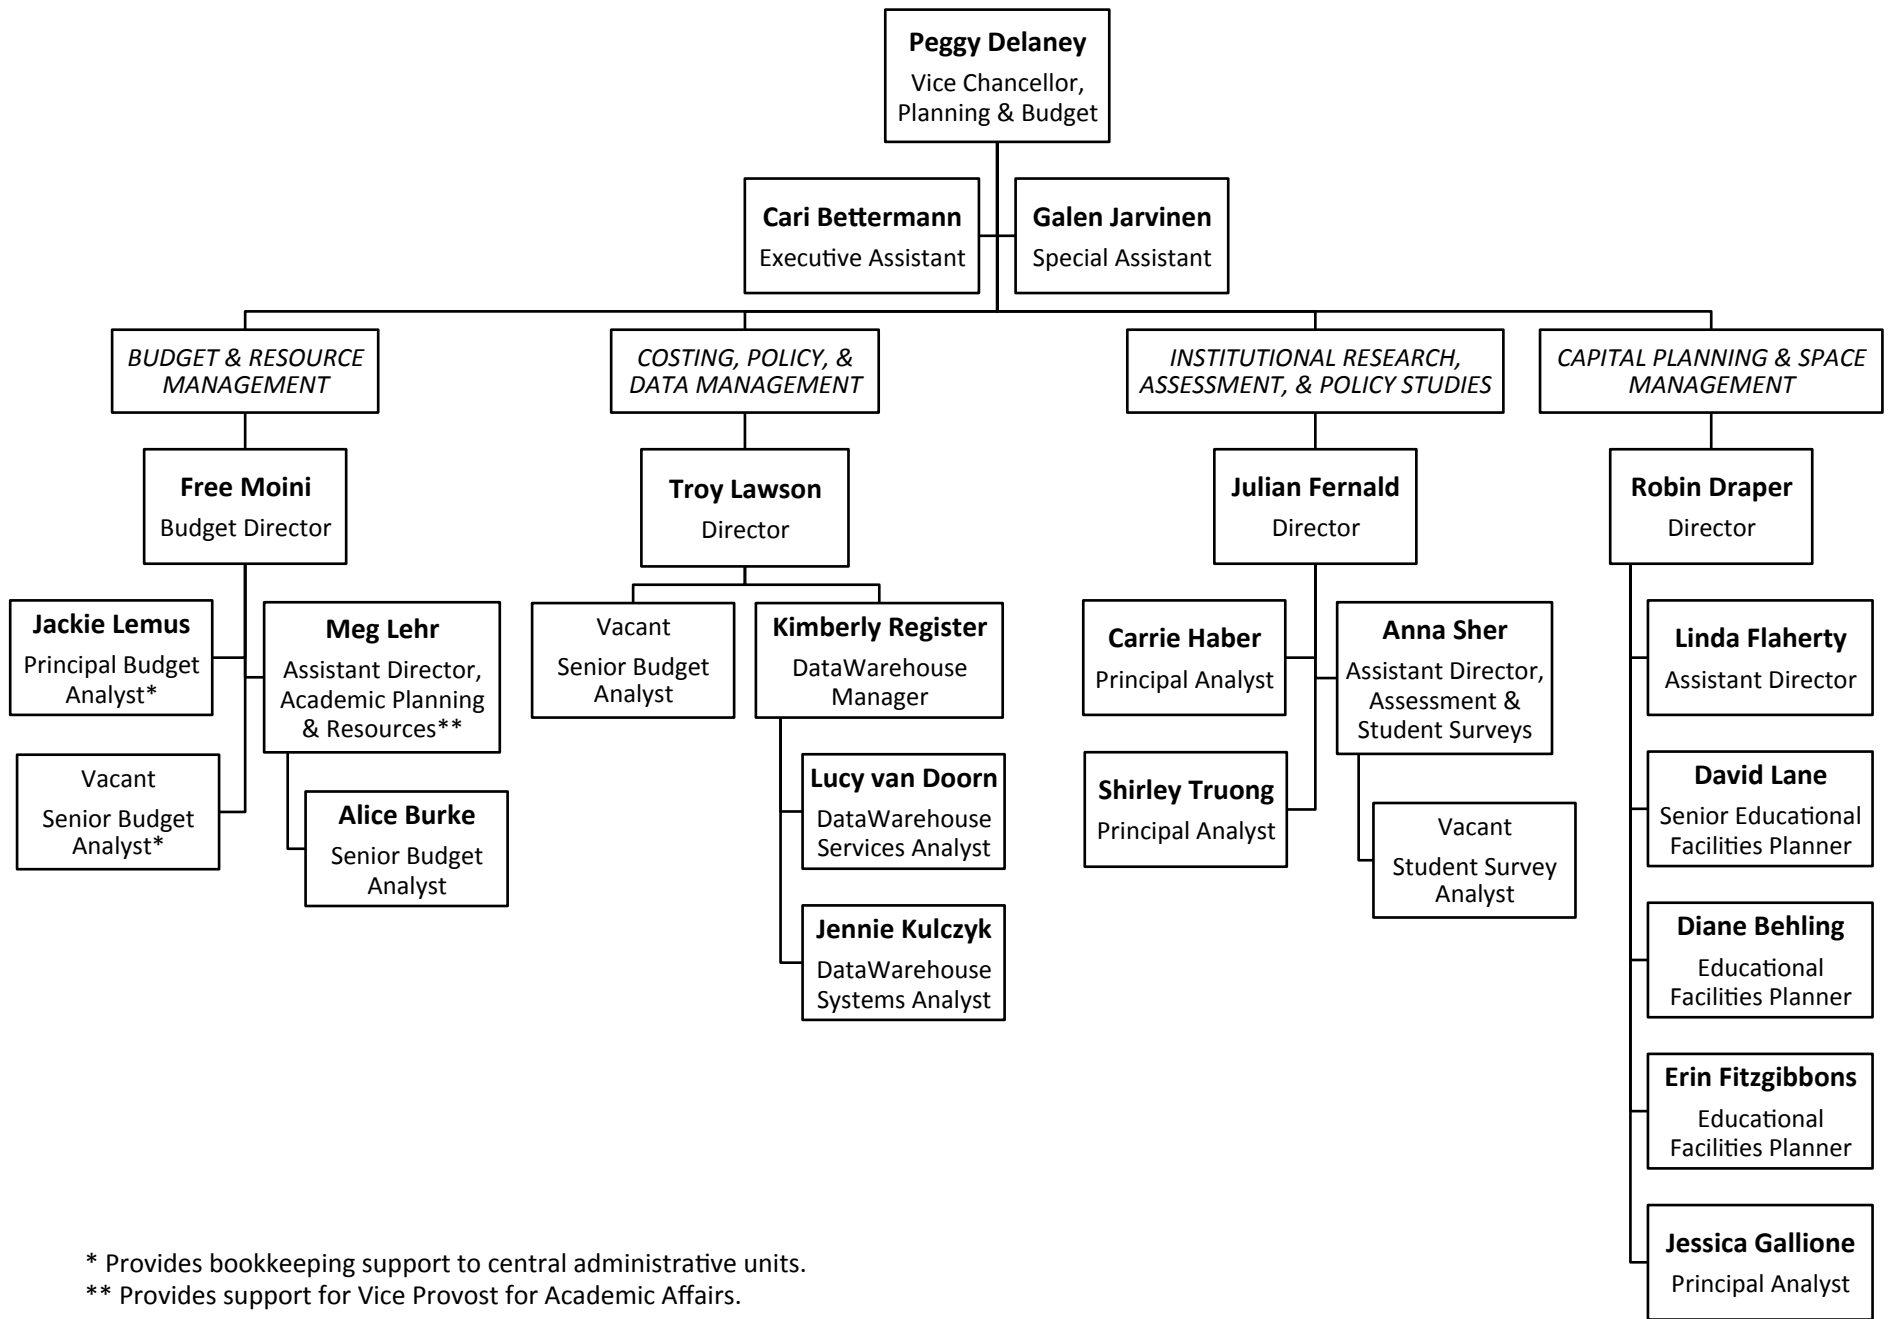 Peggy Delaney
Vice Chancellor,
Planning & Budget
Cari Bettermann
Executive Assistant
Galen Jarvinen
Special Assistant
BUDGET & RESOURCE
MANAGEMENT
Free Moini
Budget Director
Jackie Lemus
Principal Budget
Analyst*
Vacant
Senior Budget
Analyst*
Meg Lehr
Assistant Director,
Academic Planning
& Resources**
Alice Burke
Senior Budget
Analyst
COSTING, POLICY, &
DATA MANAGEMENT
Troy Lawson
Director
Vacant
Senior Budget
Analyst
Kimberly Register
DataWarehouse
Manager
Lucy van Doorn
DataWarehouse
Services Analyst
Jennie Kulczyk
DataWarehouse
Systems Analyst
INSTITUTIONAL RESEARCH,
ASSESSMENT, & POLICY STUDIES
Julian Fernald
Director
Carrie Haber
Principal Analyst
Shirley Truong
Principal Analyst
Anna Sher
Assistant Director,
Assessment &
Student Surveys
Vacant
Student Survey
Analyst
CAPITAL PLANNING & SPACE
MANAGEMENT
Robin Draper
Director
Linda Flaherty
Assistant Director
David Lane
Senior Educational
Facilities Planner
Diane Behling
Educational
Facilities Planner
Erin Fitzgibbons
Educational
Facilities Planner
Jessica Gallione
Principal Analyst
* Provides bookkeeping support to central administrative units.
** Provides support for Vice Provost for Academic Affairs.